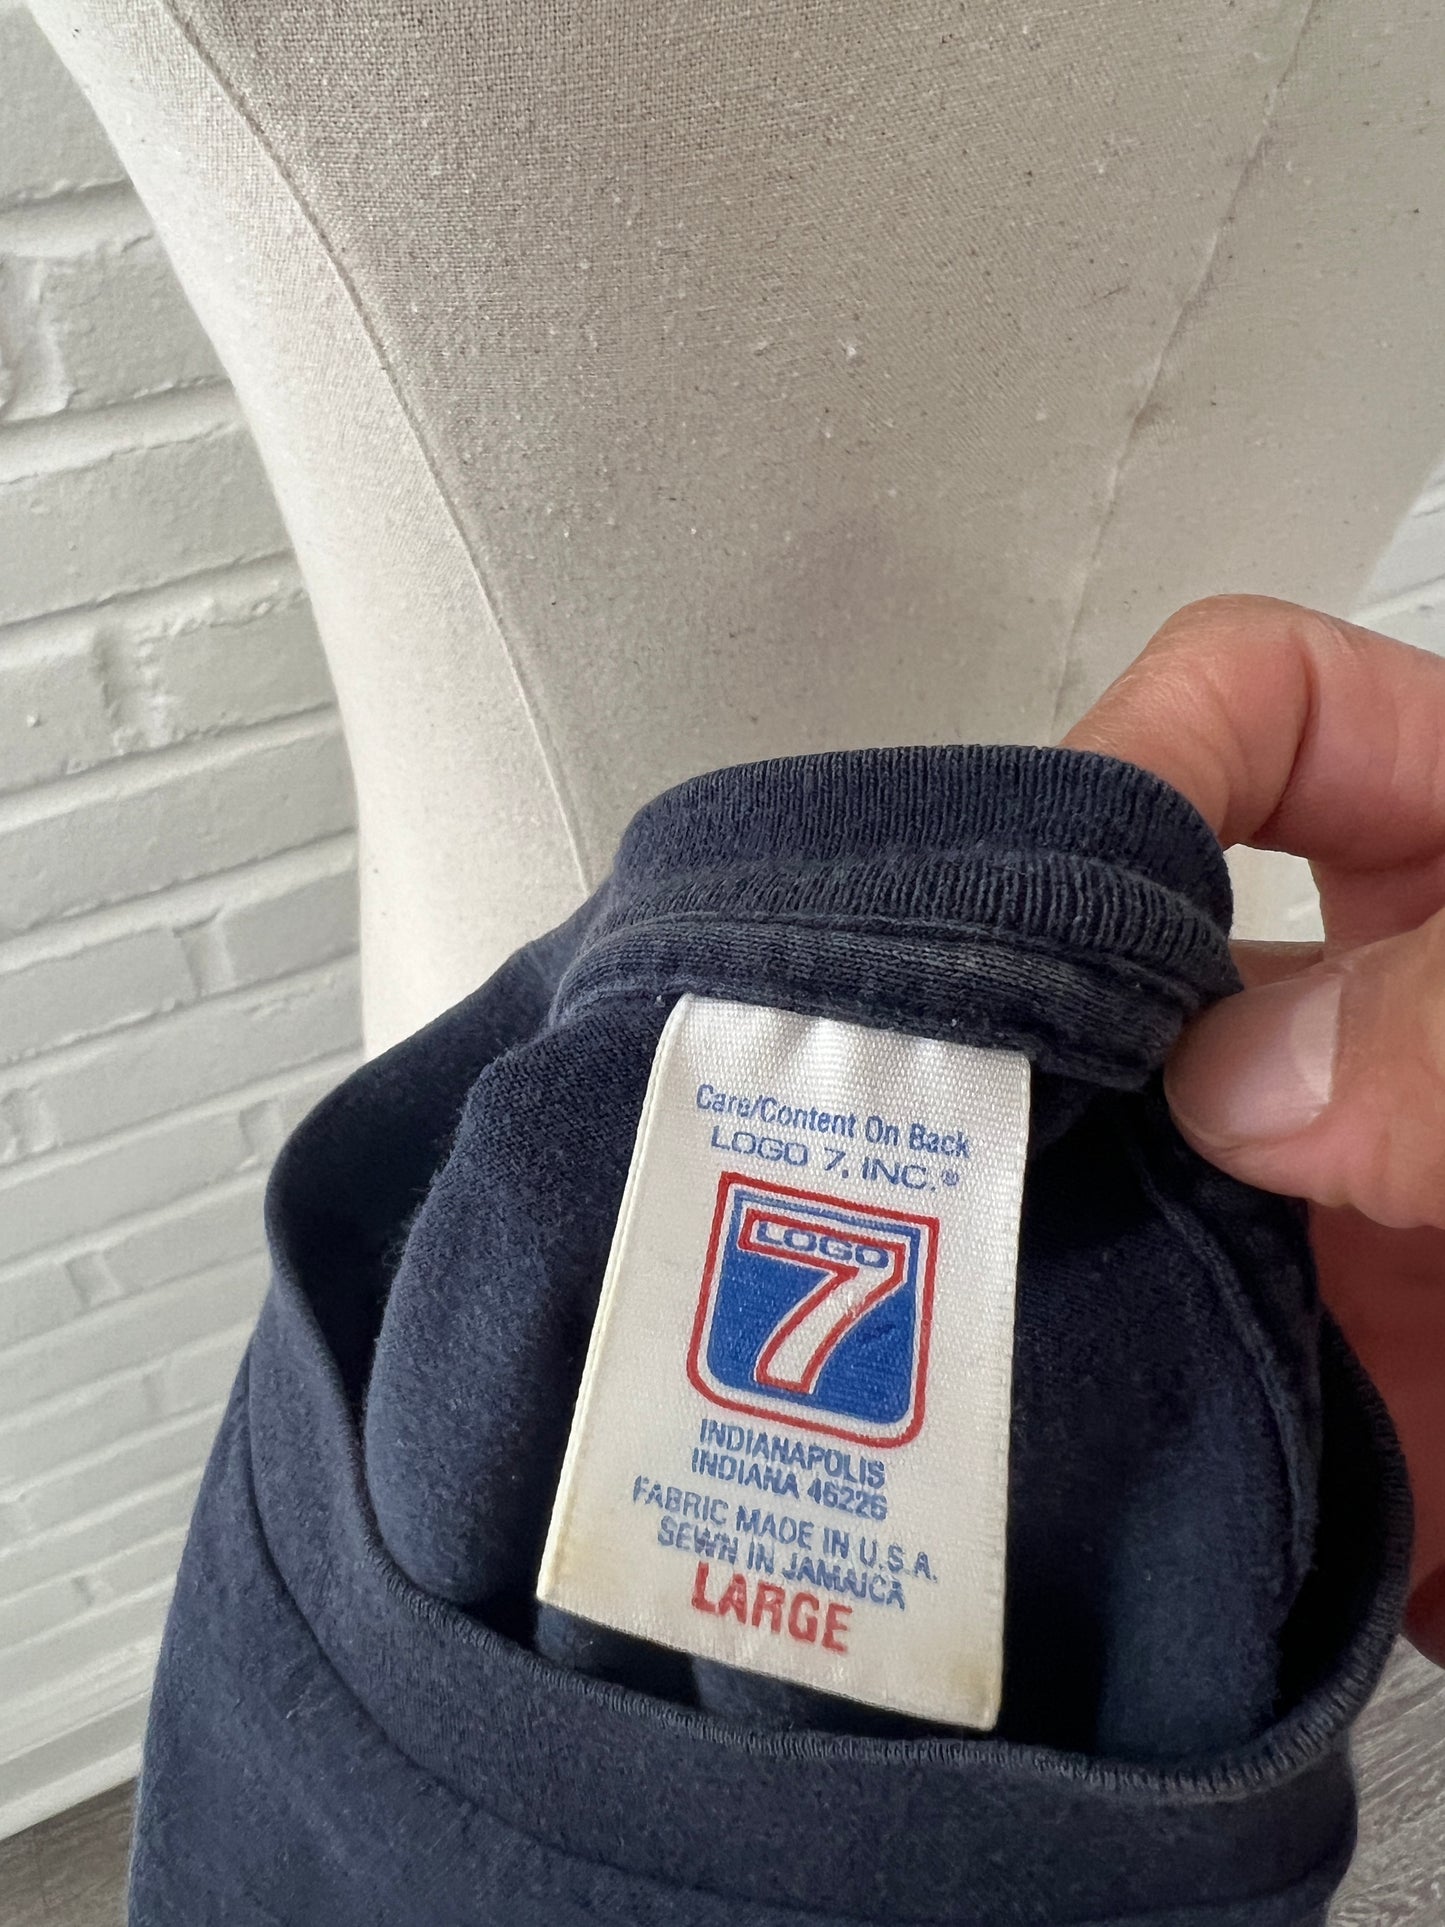 Care/Content On Back
LOGO 7, INC.®
LOGO
7
INDIANAPOLIS
INDIANA 46226
FABRIC MADE IN U.S.A.
SEWN IN JAMAICA
LARGE